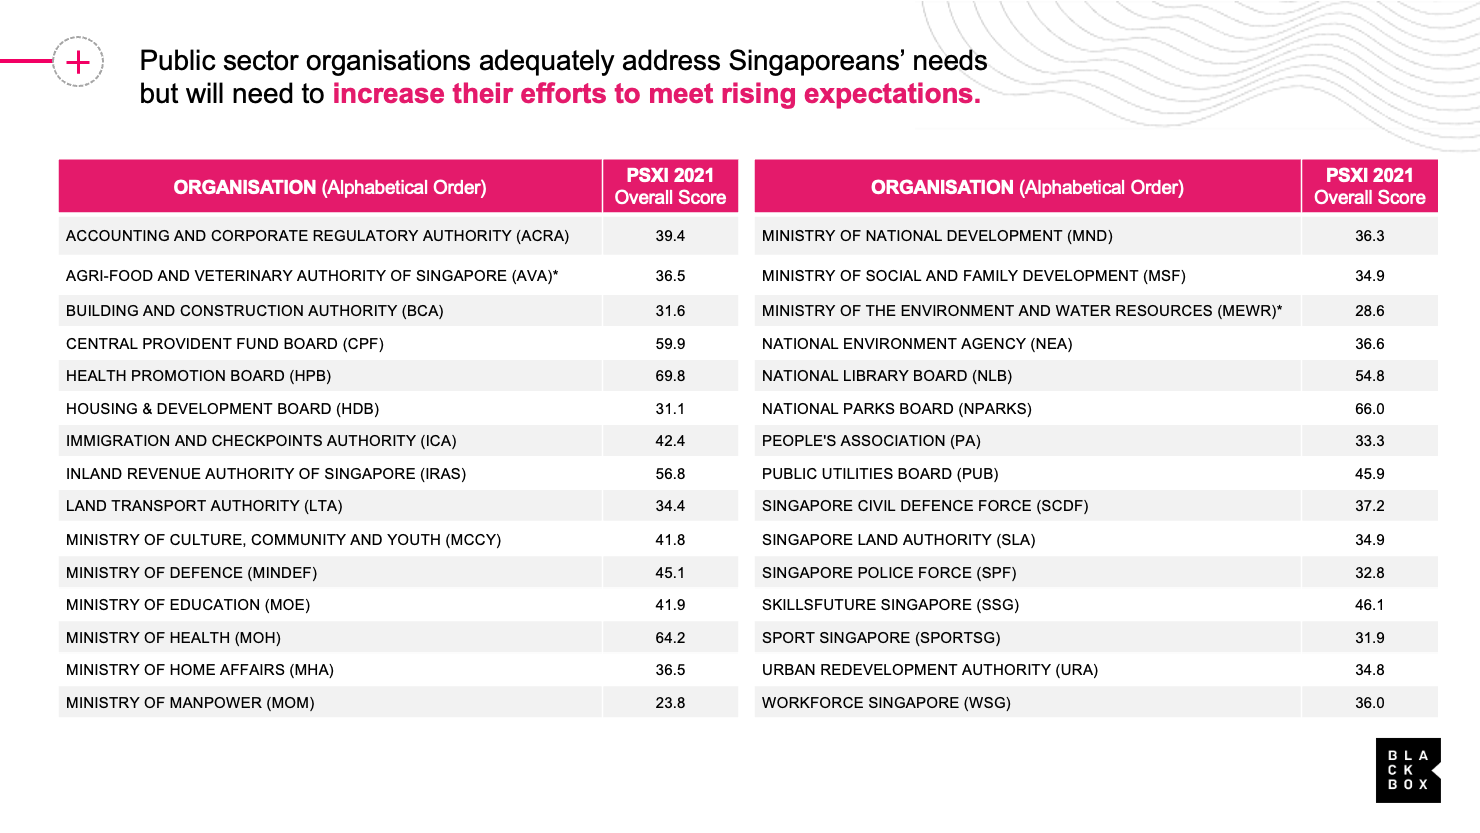 Public sector organisations adequately address Singaporeans’ needs
but will need to increase their efforts to meet rising expectations.
ORGANISATION (Alphabetical Order) PSXI 2021 Overall Score
ACCOUNTING AND CORPORATE REGULATORY AUTHORITY (ACRA) 39.4
AGRI-FOOD AND VETERINARY AUTHORITY OF SINGAPORE (AVA)* 36.5
BUILDING AND CONSTRUCTION AUTHORITY (BCA) 31.6
CENTRAL PROVIDENT FUND BOARD (CPF) 59.9
HEALTH PROMOTION BOARD (HPB) 69.8
HOUSING & DEVELOPMENT BOARD (HDB) 31.1
IMMIGRATION AND CHECKPOINTS AUTHORITY (ICA) 42.4
INLAND REVENUE AUTHORITY OF SINGAPORE (IRAS) 56.8
LAND TRANSPORT AUTHORITY (LTA) 34.4
MINISTRY OF CULTURE, COMMUNITY AND YOUTH (MCCY) 41.8
MINISTRY OF DEFENCE (MINDEF) 45.1
MINISTRY OF EDUCATION (MOE) 41.9
MINISTRY OF HEALTH (MOH) 64.2
MINISTRY OF HOME AFFAIRS (MHA) 36.5
MINISTRY OF MANPOWER (MOM) 23.8
ORGANISATION (Alphabetical Order) PSXI 2021 Overall Score
MINISTRY OF NATIONAL DEVELOPMENT (MND) 36.3
MINISTRY OF SOCIAL AND FAMILY DEVELOPMENT (MSF) 34.9
MINISTRY OF THE ENVIRONMENT AND WATER RESOURCES (MEWR)* 28.6
NATIONAL ENVIRONMENT AGENCY (NEA) 36.6
NATIONAL LIBRARY BOARD (NLB) 54.8
NATIONAL PARKS BOARD (NPARKS) 66.0
PEOPLE'S ASSOCIATION (PA) 33.3
PUBLIC UTILITIES BOARD (PUB) 45.9
SINGAPORE CIVIL DEFENCE FORCE (SCDF) 37.2
SINGAPORE LAND AUTHORITY (SLA) 34.9
SINGAPORE POLICE FORCE (SPF) 32.8
SKILLSFUTURE SINGAPORE (SSG) 46.1
SPORT SINGAPORE (SPORTSG) 31.9
URBAN REDEVELOPMENT AUTHORITY (URA) 34.8
WORKFORCE SINGAPORE (WSG) 36.0
BLA
CK
BOX